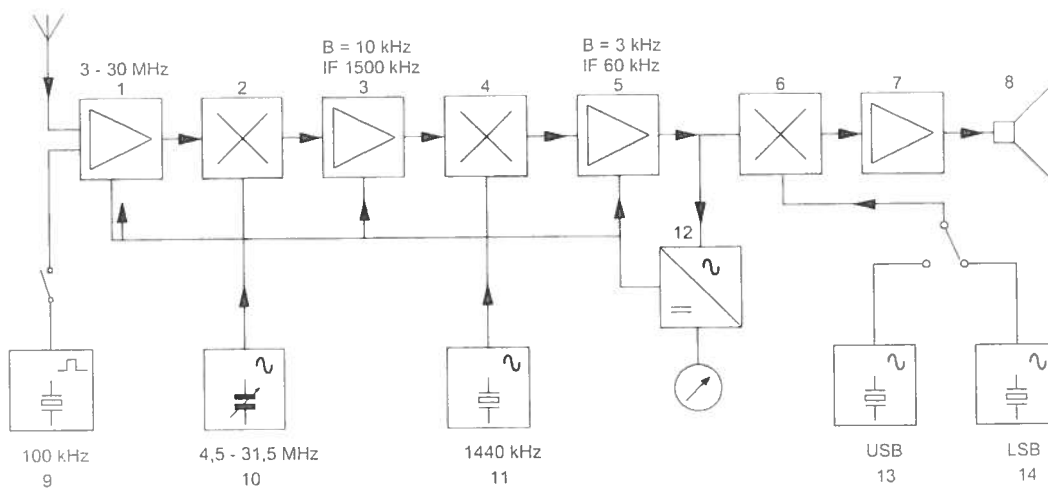 B = 10 kHz
IF 1500 kHz
B = 3 kHz
IF 60 kHz
3 - 30 MHz
1
2
3
4
5
6
7
8
12
100 kHz
9
4,5 - 31,5 MHz
10
1440 kHz
11
USB
13
LSB
14